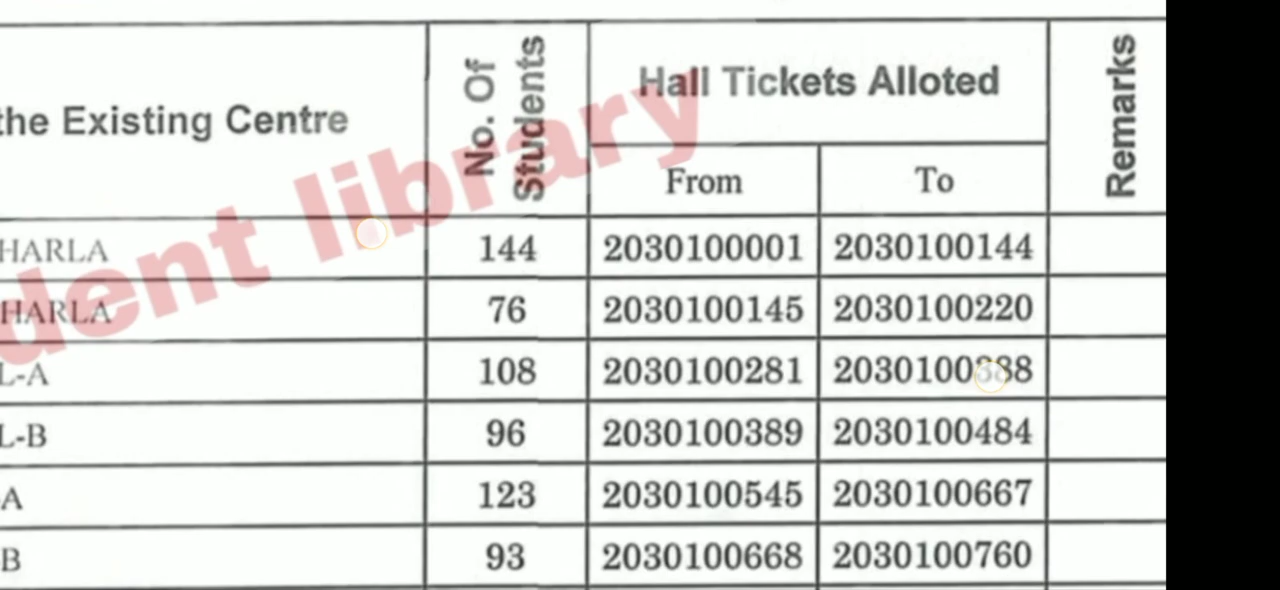 the Existing Centre
No. Of Students
Hall Tickets Alloted
Remarks
From To
HARLA 144 2030100001 2030100144
HARLA 76 2030100145 2030100220
L-A 108 2030100281 2030100388
L-B 96 2030100389 2030100484
A 123 2030100545 2030100667
B 93 2030100668 2030100760
dent library